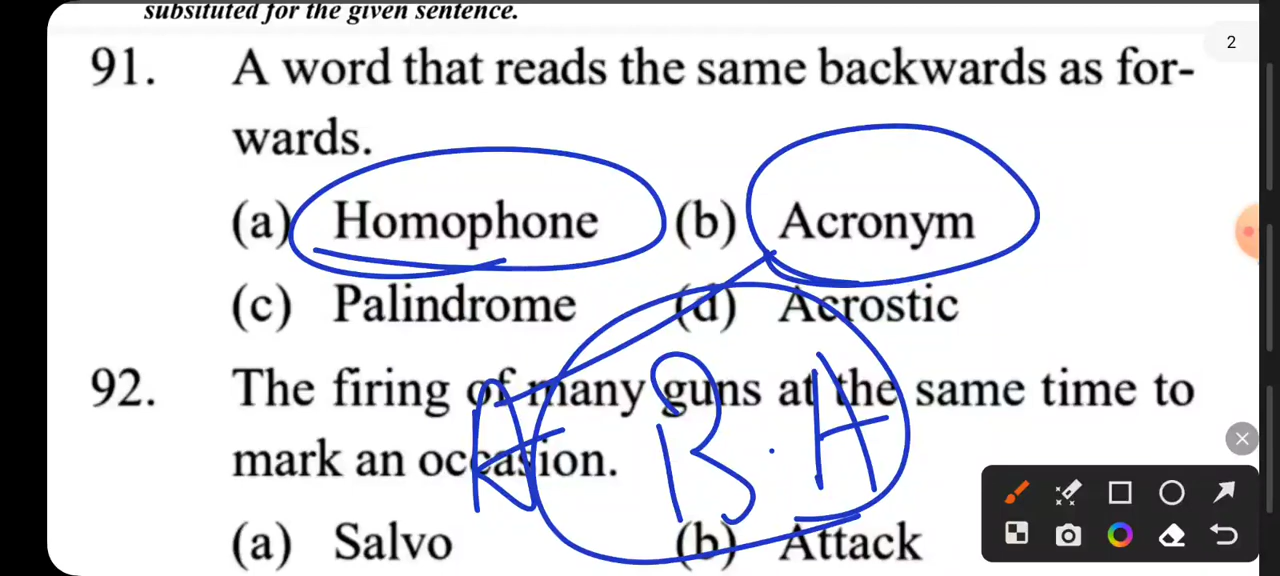 subsituted for the given sentence.
2
91. A word that reads the same backwards as for-
wards.
(a) Homophone (b) Acronym
(c) Palindrome (d) Acrostic
92. The firing of many guns at the same time to
mark an occasion.
A B.A
(a) Salvo (b) Attack